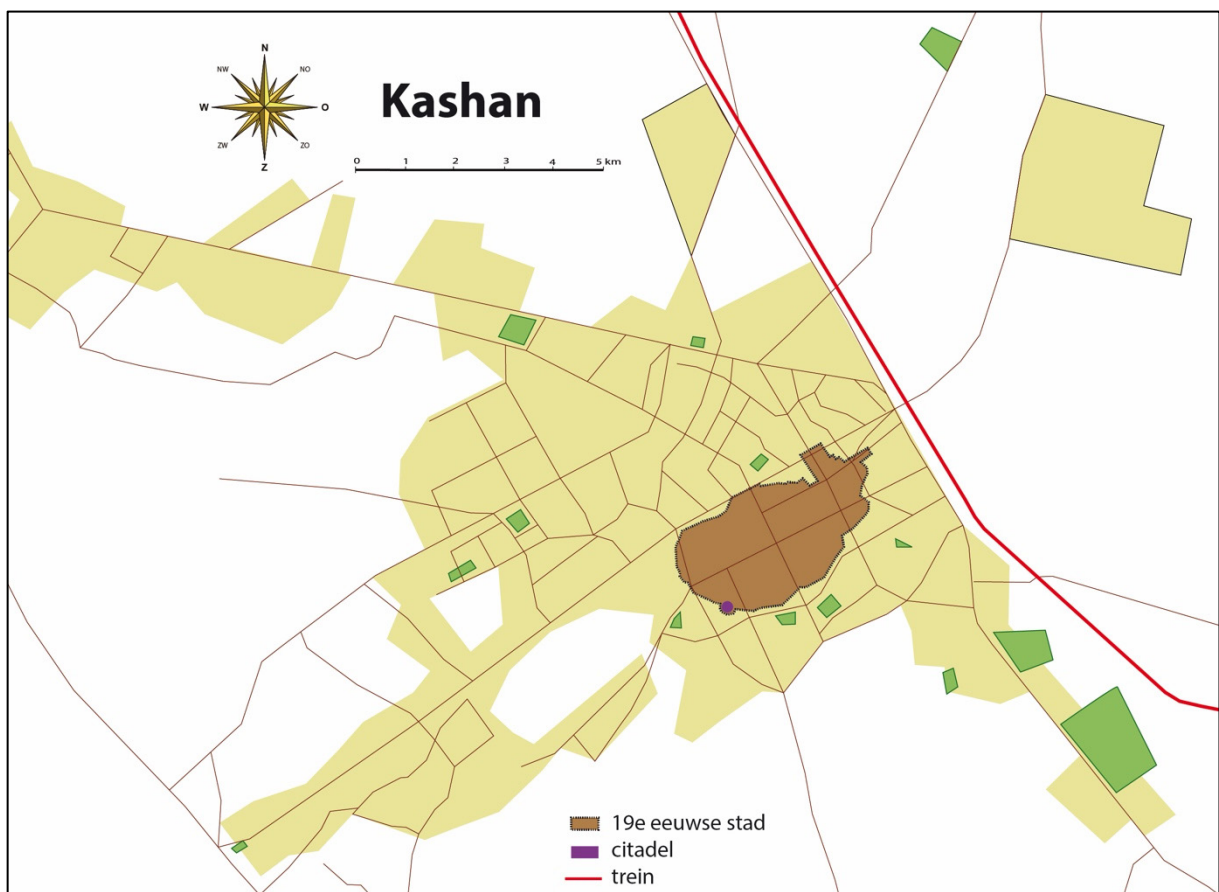 N
NW NO
W O
ZW ZO
Z
Kashan
0 1 2 3 4 5 km
19e eeuwse stad
citadel
trein